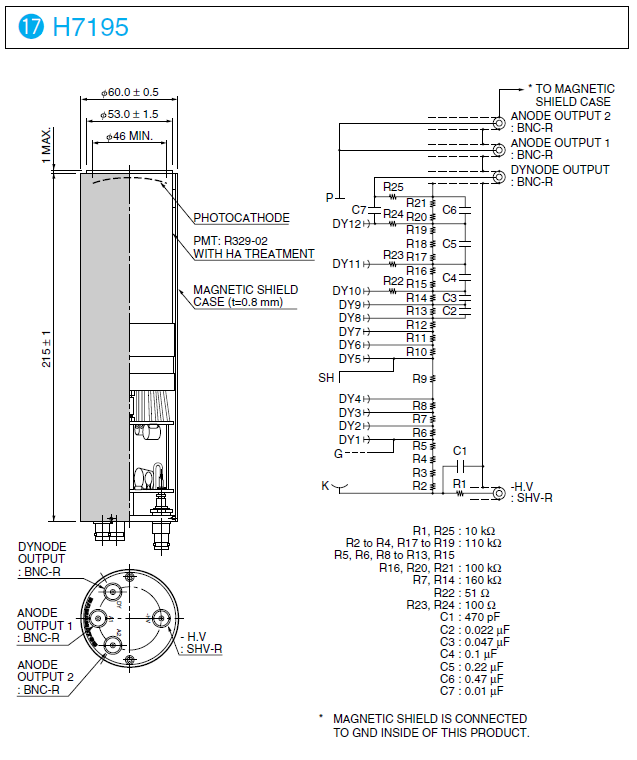 17 H7195
φ60.0 ± 0.5
φ53.0 ± 1.5
φ46 MIN.
1 MAX.
215 ± 1
PHOTOCATHODE
PMT: R329-02
WITH HA TREATMENT
MAGNETIC SHIELD
CASE (t=0.8 mm)
DYNODE
OUTPUT
: BNC-R
ANODE
OUTPUT 1
: BNC-R
ANODE
OUTPUT 2
: BNC-R
DY
A1
A2
-HV
- H.V
: SHV-R
* TO MAGNETIC
SHIELD CASE
ANODE OUTPUT 2
: BNC-R
ANODE OUTPUT 1
: BNC-R
DYNODE OUTPUT
: BNC-R
P
R25
R21
C7
R24
R20
C6
DY12
R19
R18
C5
R23
R17
DY11
R16
R22
R15
C4
DY10
R14
C3
DY9
R13
C2
DY8
R12
DY7
R11
DY6
R10
DY5
SH
R9
DY4
R8
DY3
R7
DY2
R6
DY1
R5
G
R4
C1
R3
K
R2
R1
-H.V
: SHV-R
R1, R25 : 10 kΩ
R2 to R4, R17 to R19 : 110 kΩ
R5, R6, R8 to R13, R15
R16, R20, R21 : 100 kΩ
R7, R14 : 160 kΩ
R22 : 51 Ω
R23, R24 : 100 Ω
C1 : 470 pF
C2 : 0.022 µF
C3 : 0.047 µF
C4 : 0.1 µF
C5 : 0.22 µF
C6 : 0.47 µF
C7 : 0.01 µF
* MAGNETIC SHIELD IS CONNECTED
TO GND INSIDE OF THIS PRODUCT.